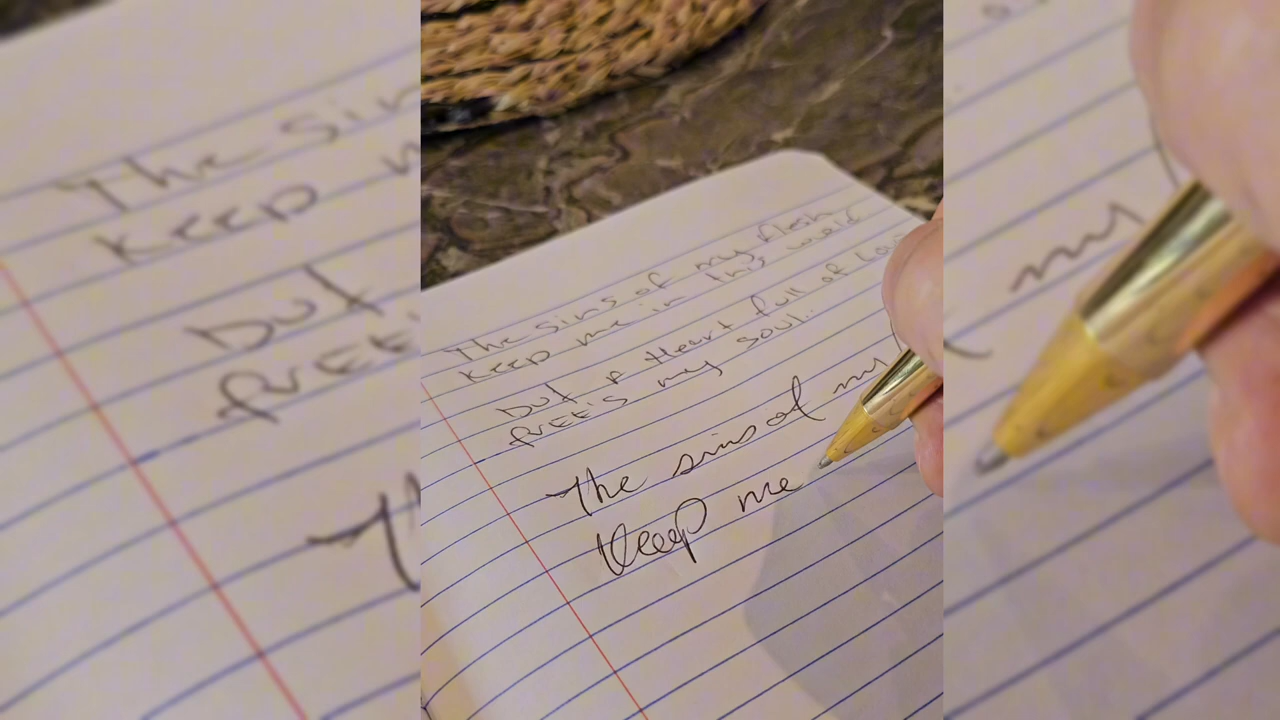 The sins of my flesh
keep me in this world
but A Heart full of Love
frEE's my soul..
The sins of my
Keep me